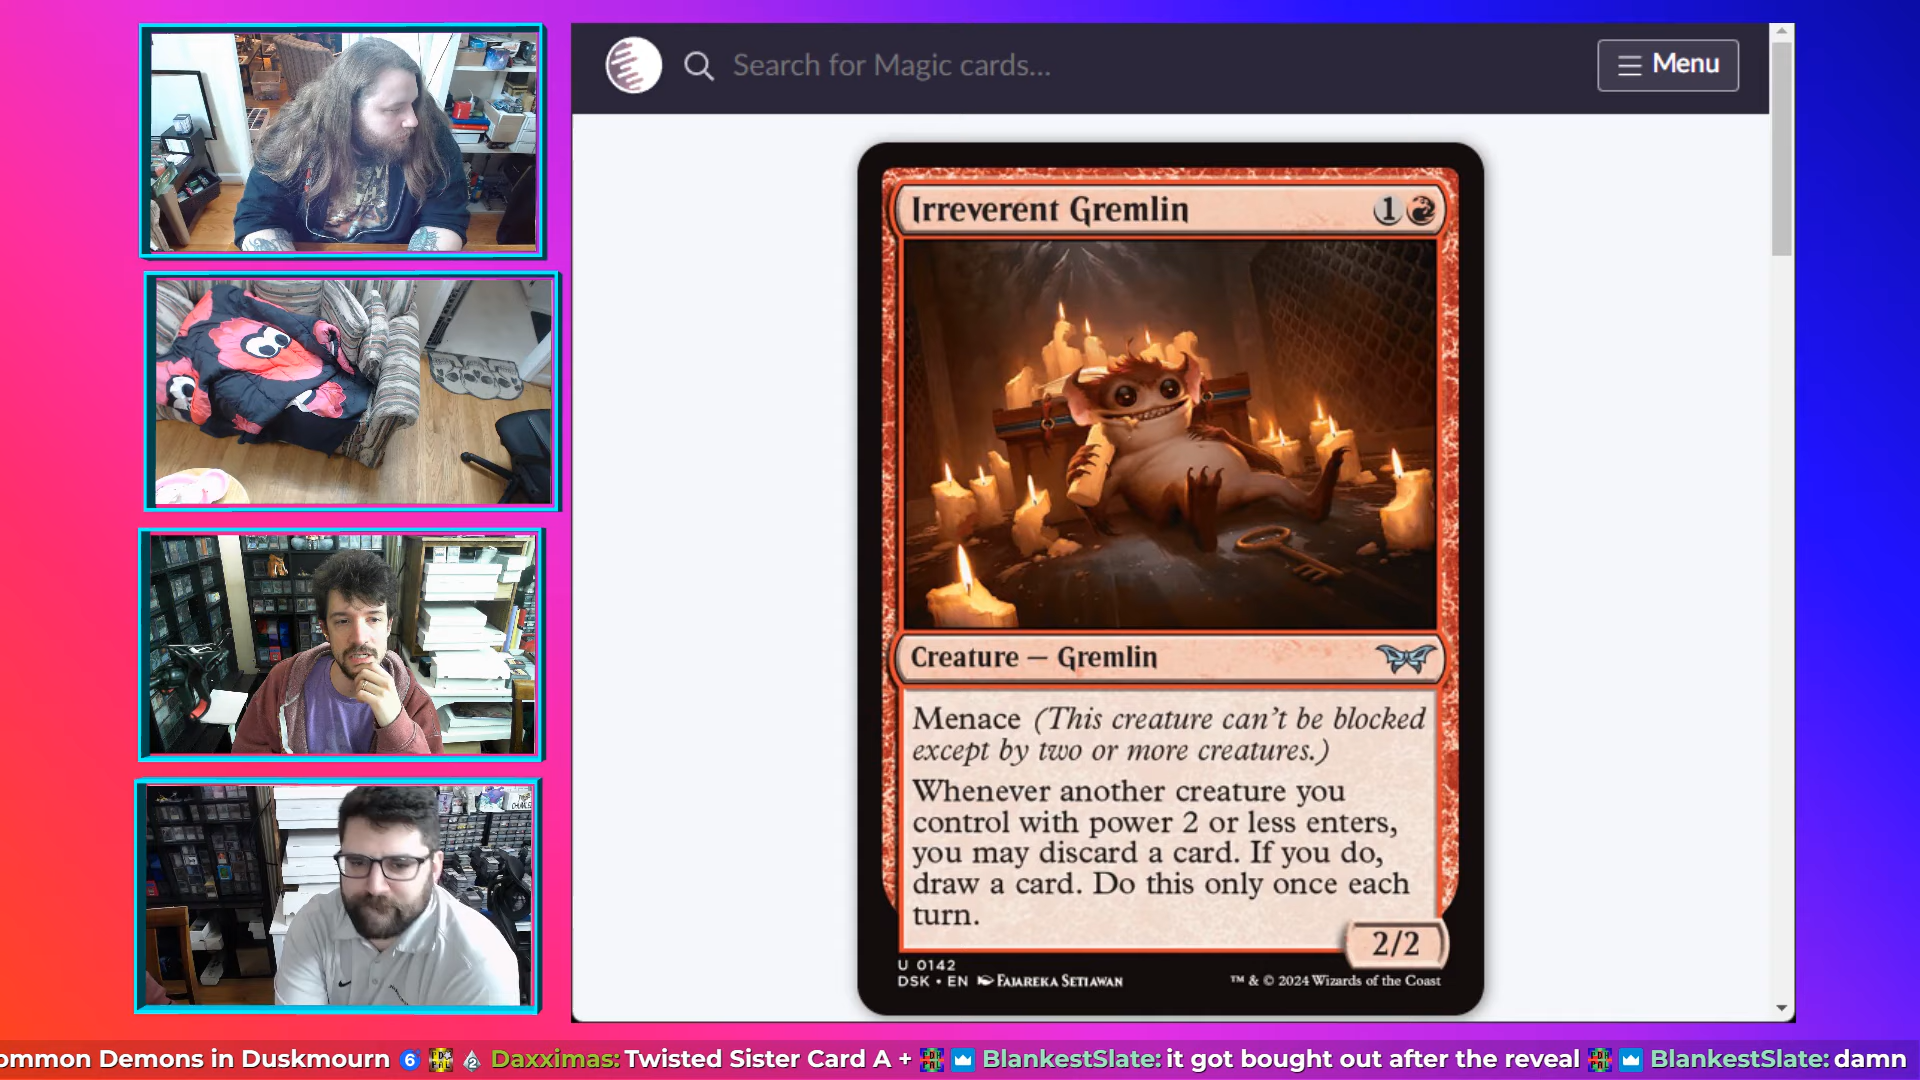 Search for Magic cards...
Menu
Irreverent Gremlin
1
Creature — Gremlin
Menace (This creature can't be blocked
except by two or more creatures.)
Whenever another creature you
control with power 2 or less enters,
you may discard a card. If you do,
draw a card. Do this only once each
turn.
2/2
U 0142
DSK • EN FAJAREKA SETIAWAN
™ & © 2024 Wizards of the Coast
ommon Demons in Duskmourn 6 2 Daxximas: Twisted Sister Card A + BlankestSlate: it got bought out after the reveal BlankestSlate: damn